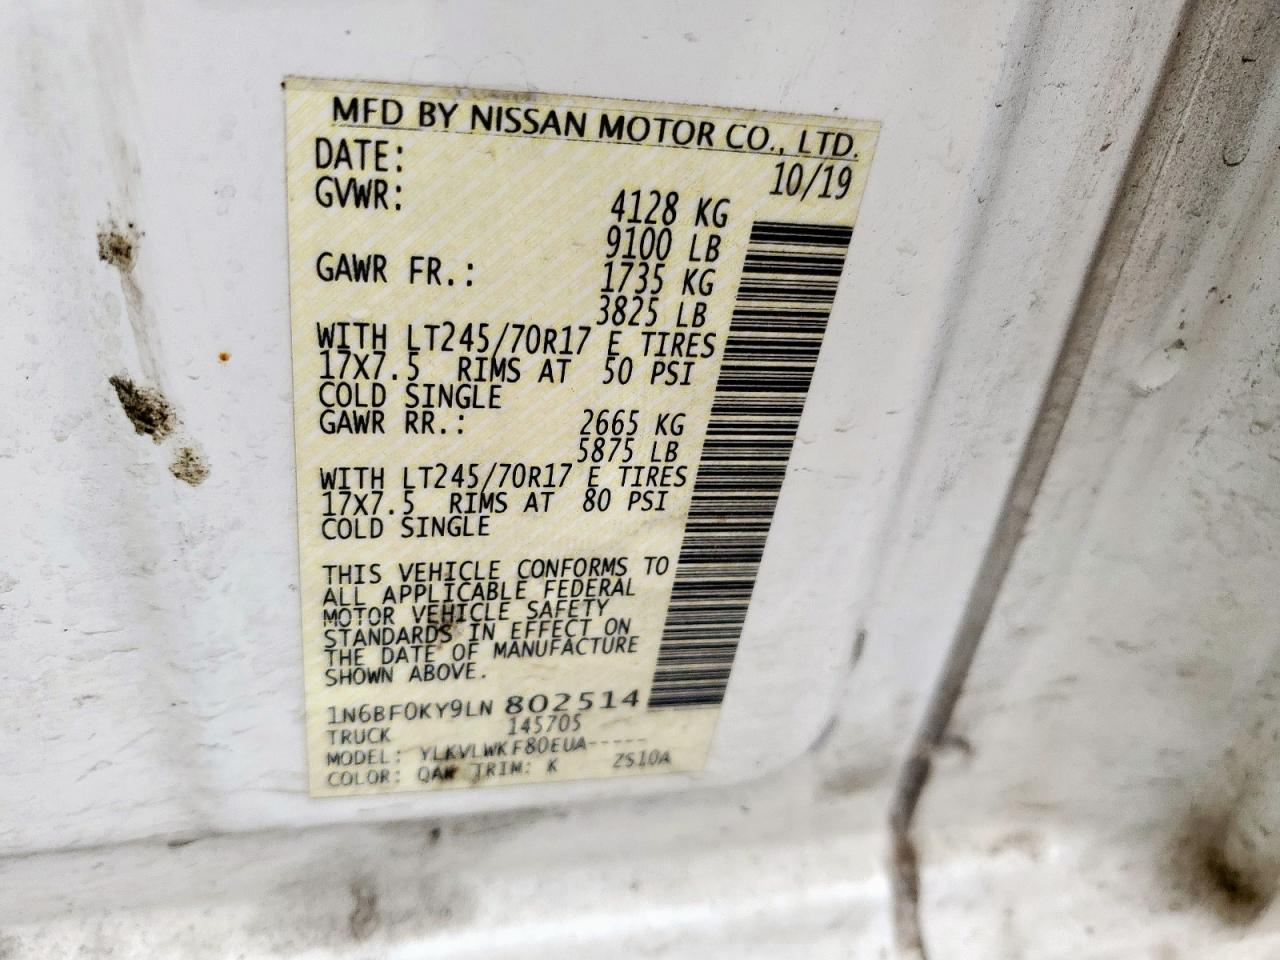 MFD BY NISSAN MOTOR CO., LTD.
DATE: 10/19
GVWR: 4128 KG
9100 LB
GAWR FR.: 1735 KG
3825 LB
WITH LT245/70R17 E TIRES
17X7.5 RIMS AT 50 PSI
COLD SINGLE
GAWR RR.: 2665 KG
5875 LB
WITH LT245/70R17 E TIRES
17X7.5 RIMS AT 80 PSI
COLD SINGLE
THIS VEHICLE CONFORMS TO
ALL APPLICABLE FEDERAL
MOTOR VEHICLE SAFETY
STANDARDS IN EFFECT ON
THE DATE OF MANUFACTURE
SHOWN ABOVE.
1N6BF0KY9LN 802514
TRUCK 145705
MODEL: YLKVLWKF80EUA-----
COLOR: QAK TRIM: K ZS10A